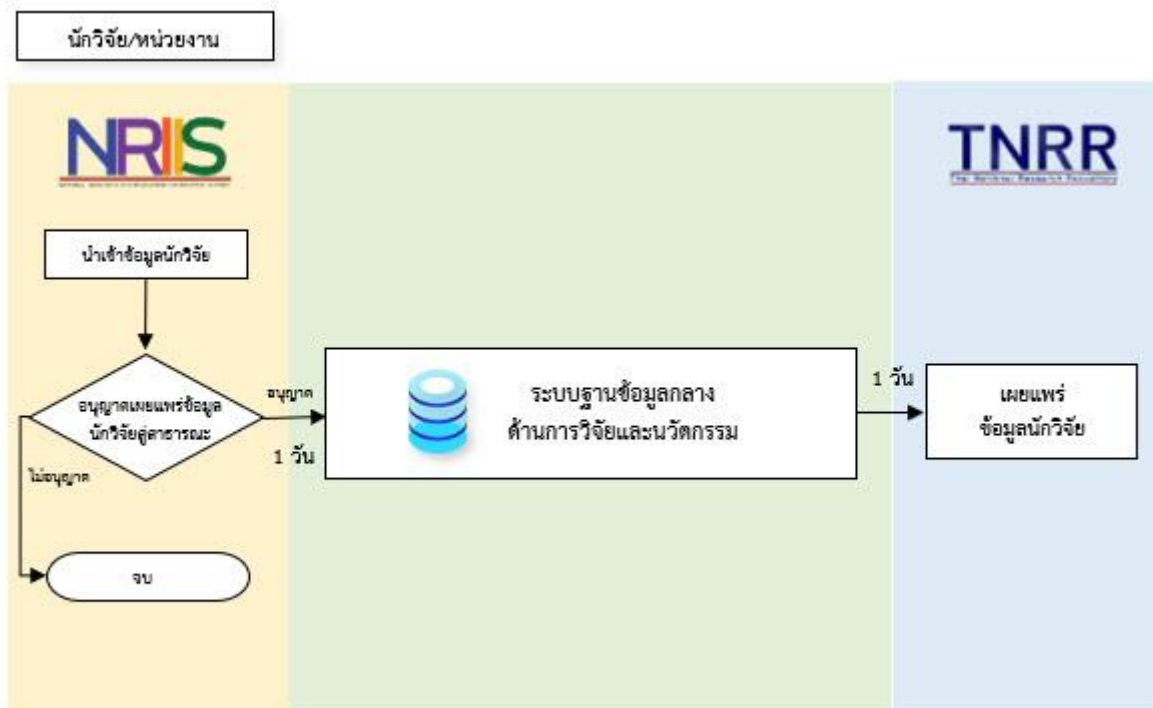 นักวิจัย/หน่วยงาน
NRIIS
TNRR
นำเข้าข้อมูลนักวิจัย
อนุญาตเผยแพร่ข้อมูล
นักวิจัยสู่สาธารณะ
อนุญาต
1 วัน
ไม่อนุญาต
จบ
ระบบฐานข้อมูลกลาง
ด้านการวิจัยและนวัตกรรม
1 วัน
เผยแพร่
ข้อมูลนักวิจัย